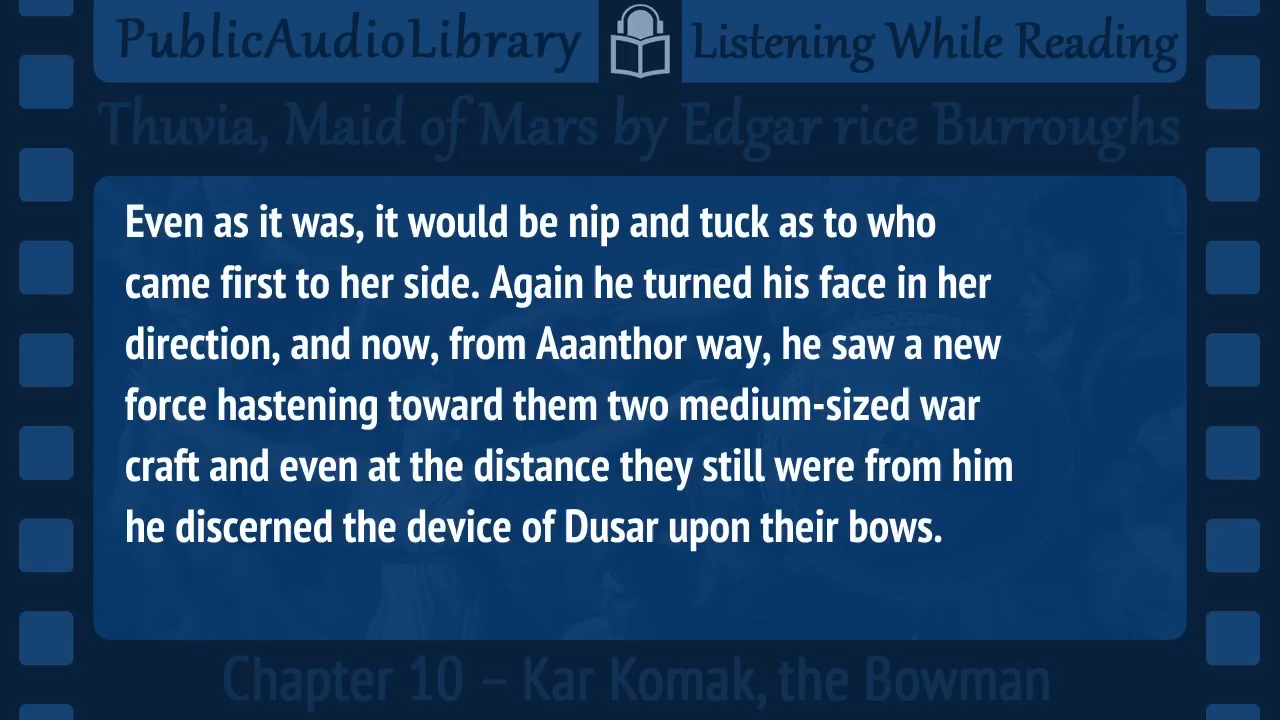 PublicAudioLibrary Listening While Reading
Thuvia, Maid of Mars by Edgar rice Burroughs
Even as it was, it would be nip and tuck as to who
came first to her side. Again he turned his face in her
direction, and now, from Aaanthor way, he saw a new
force hastening toward them two medium-sized war
craft and even at the distance they still were from him
he discerned the device of Dusar upon their bows.
Chapter 10 – Kar Komak, the Bowman